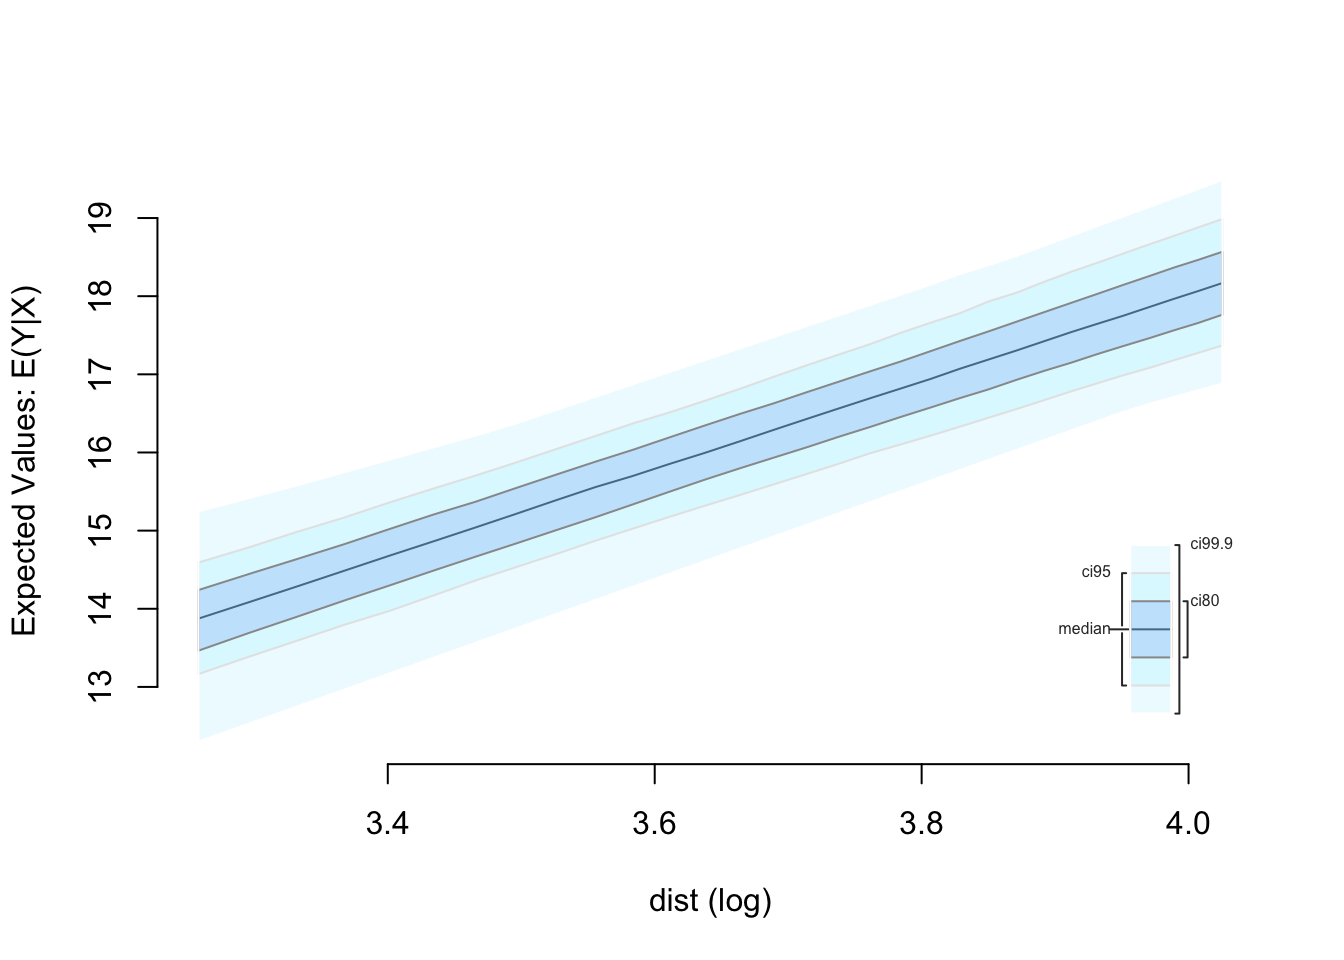 Expected Values: E(Y|X)
19
18
17
16
15
14
13
ci99.9
ci95
ci80
median
3.4 3.6 3.8 4.0
dist (log)